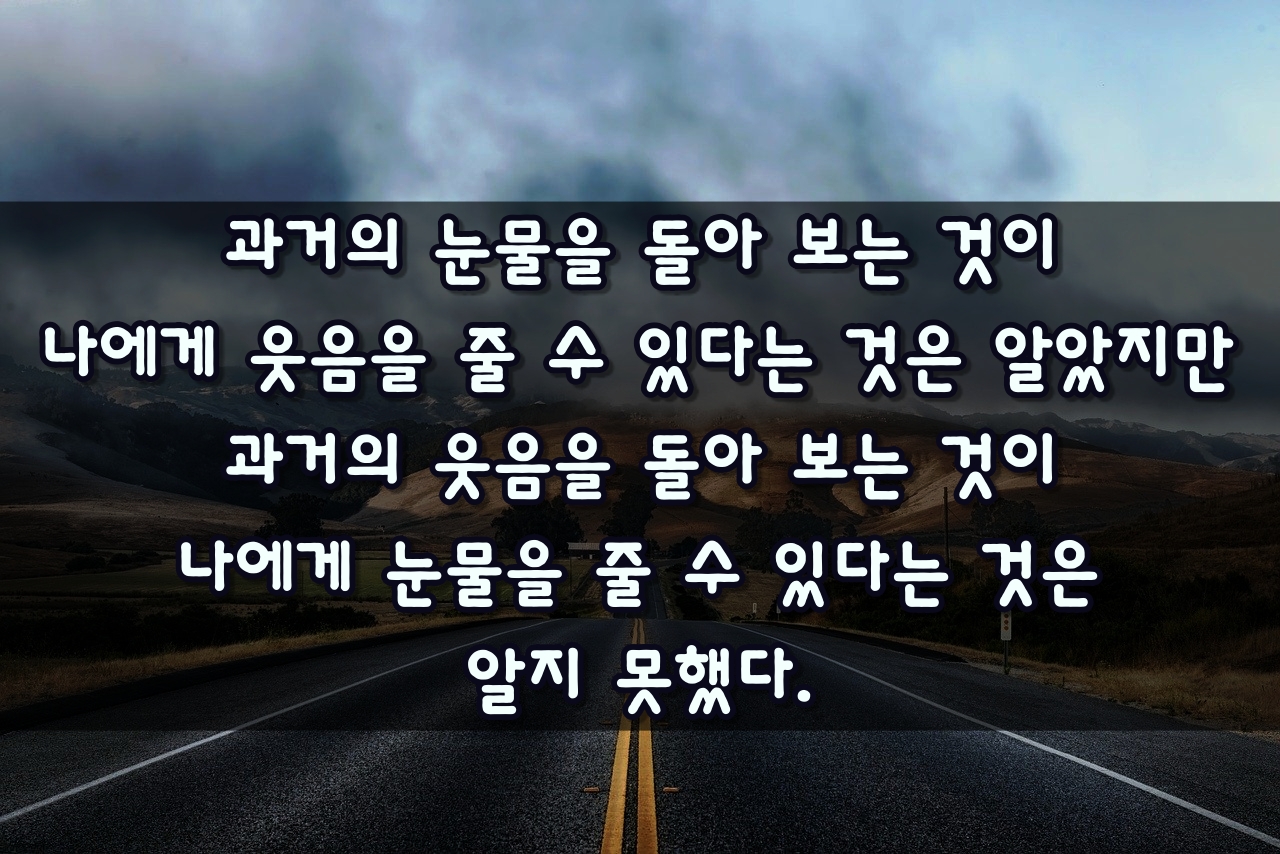 과거의 눈물을 돌아 보는 것이
나에게 웃음을 줄 수 있다는 것은 알았지만
과거의 웃음을 돌아 보는 것이
나에게 눈물을 줄 수 있다는 것은
알지 못했다.